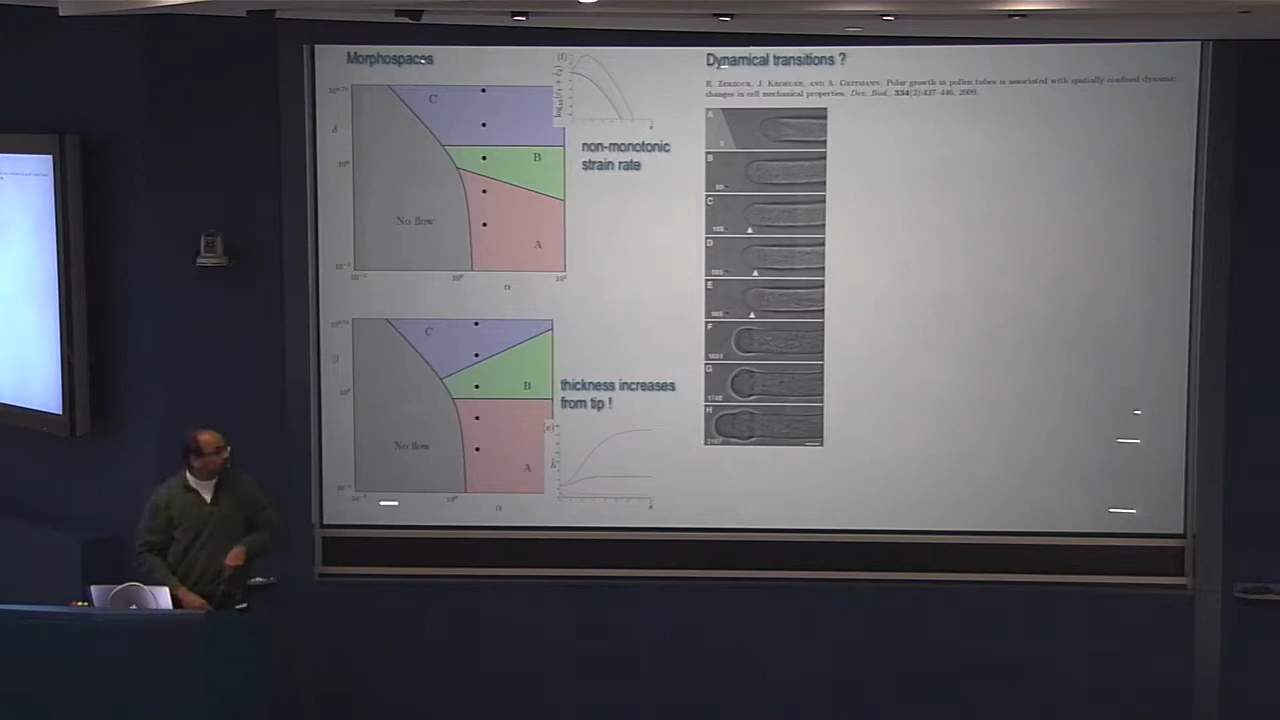 Morphospaces
(f)
C
B
No flow
A
α
non-monotonic
strain rate
C
β
B
No flow
A
α
thickness increases
from tip !
(e)
Dynamical transitions ?
R. Zerzour, J. Kroeger, and A. Geitmann. Polar growth in pollen tubes is associated with spatially confined dynamic
changes in cell mechanical properties. Dev. Biol., 334(2):437–446, 2009.
A
B
C
D
E
F
G
H